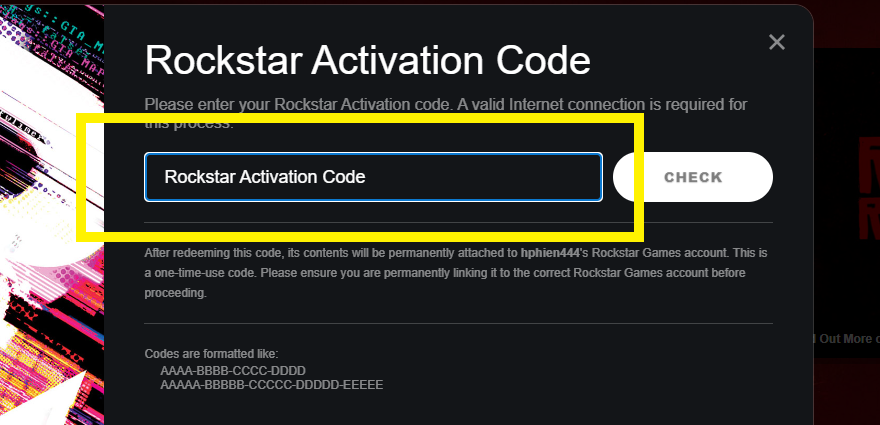 Rockstar Activation Code
Please enter your Rockstar Activation code. A valid Internet connection is required for
this process.
Rockstar Activation Code
CHECK
After redeeming this code, its contents will be permanently attached to hphien444's Rockstar Games account. This is
a one-time-use code. Please ensure you are permanently linking it to the correct Rockstar Games account before
proceeding.
Codes are formatted like:
AAAA-BBBB-CCCC-DDDD
AAAAA-BBBBB-CCCCC-DDDDD-EEEEE
Out More